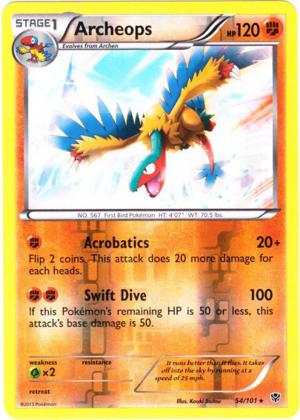 STAGE1
Archeops
HP120
Evolves from Archen
NO. 567 First Bird Pokémon HT: 4'07" WT: 70.5 lbs.
Acrobatics 20+
Flip 2 coins. This attack does 20 more damage for
each heads.
Swift Dive 100
If this Pokémon's remaining HP is 50 or less, this
attack's base damage is 50.
weakness resistance
×2
It runs better than it flies. It takes
off into the sky by running at a
speed of 25 mph.
retreat
Illus. Kouki Saitou
54/101 ★
©2013 Pokémon